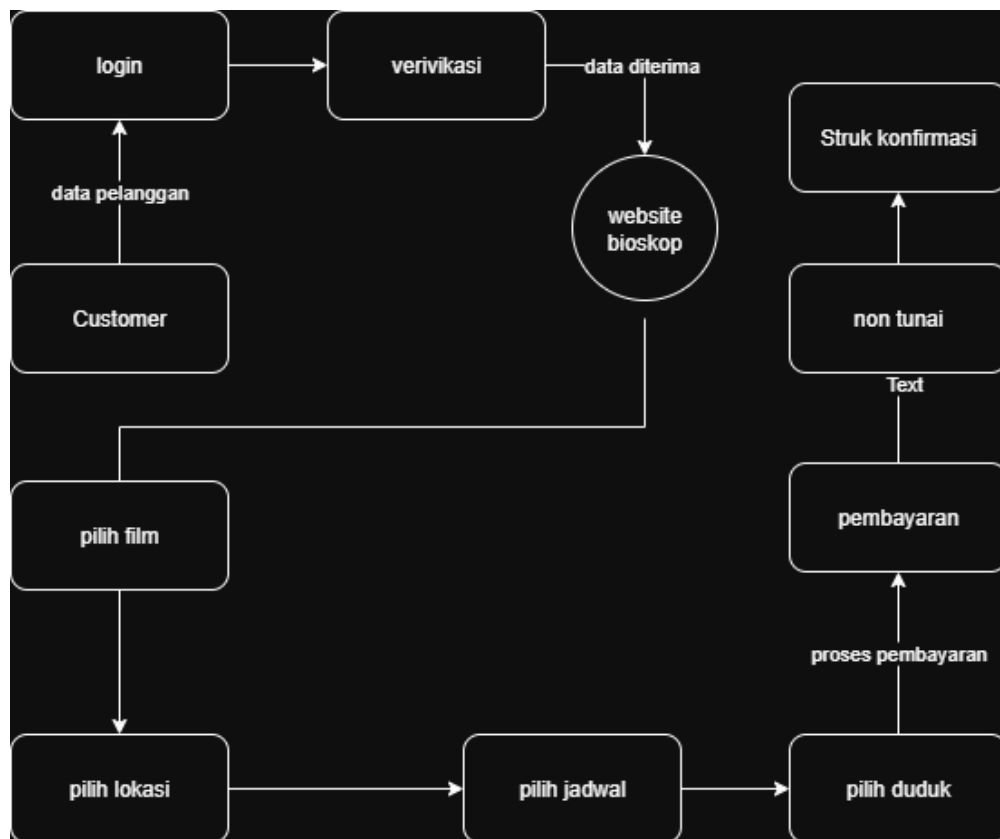 login
verivikasi
data diterima
Struk konfirmasi
data pelanggan
website
bioskop
Customer
non tunai
Text
pilih film
pembayaran
proses pembayaran
pilih lokasi
pilih jadwal
pilih duduk